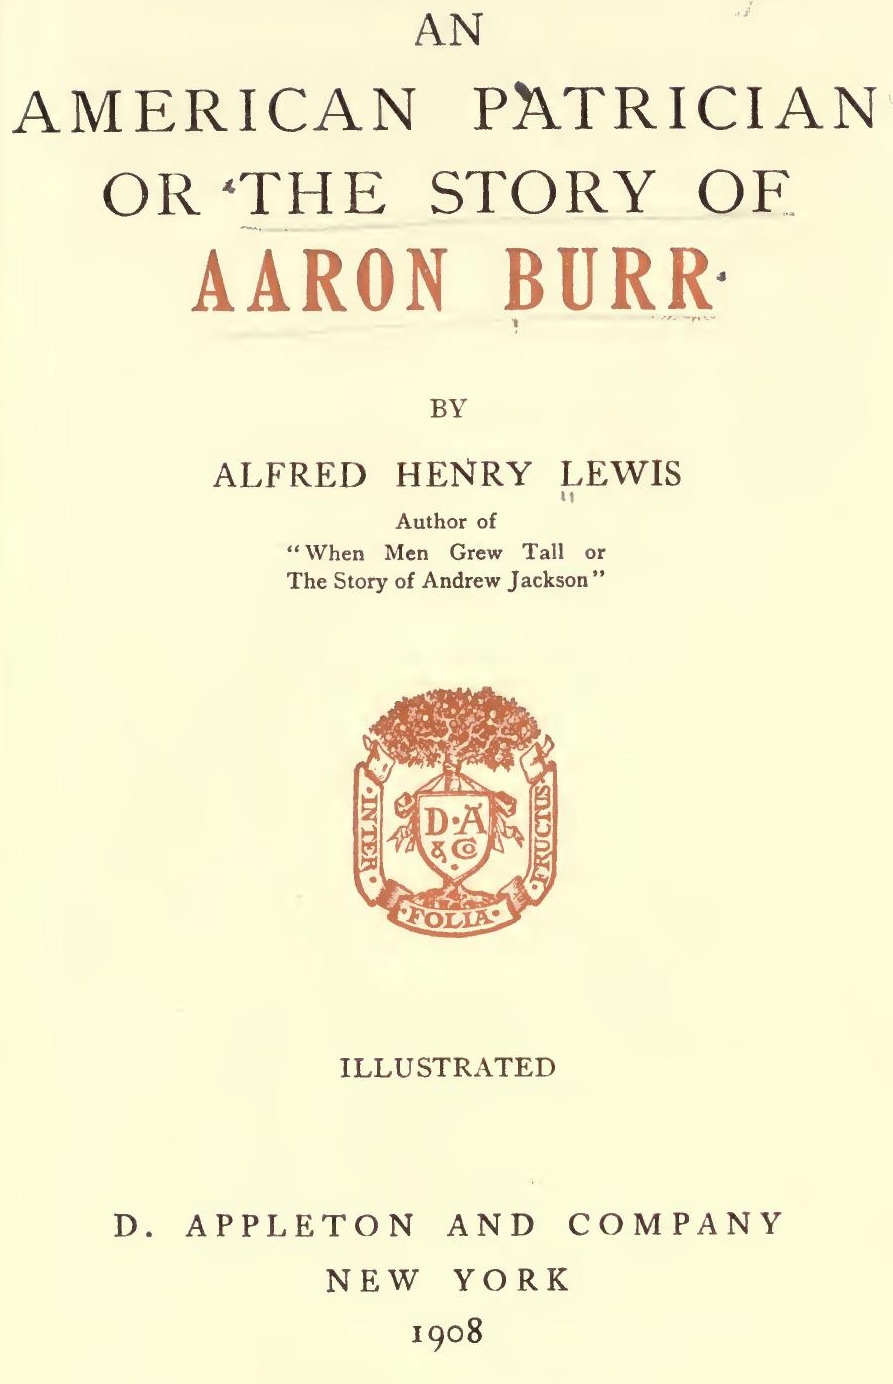 AN
AMERICAN PATRICIAN
OR THE STORY OF
AARON BURR
BY
ALFRED HENRY LEWIS
Author of
“When Men Grew Tall or
The Story of Andrew Jackson”
D·A
& Co
·INTER·
·FOLIA·
·FRUCTUS·
ILLUSTRATED
D. APPLETON AND COMPANY
NEW YORK
1908